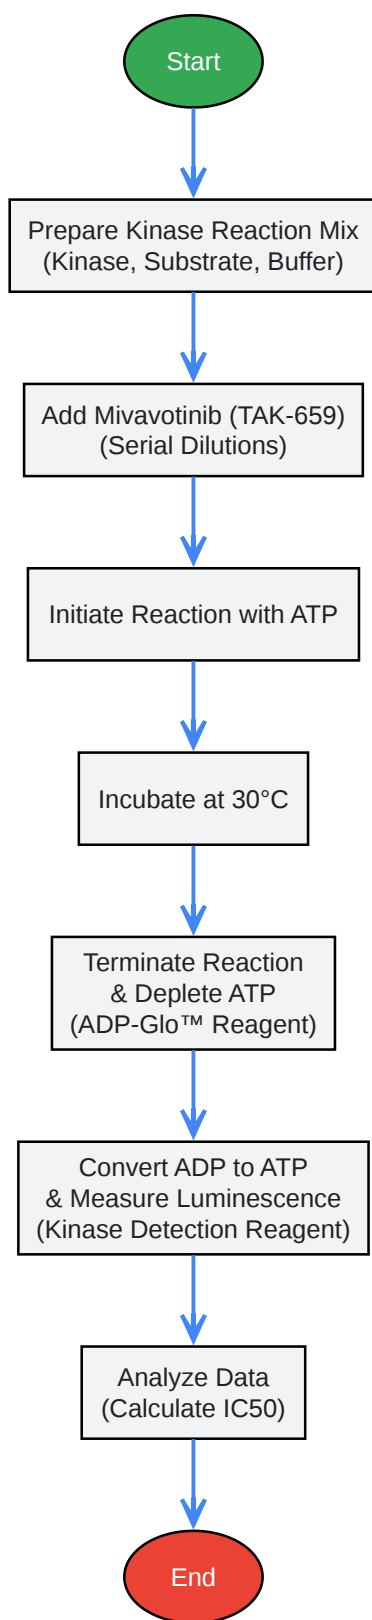 Start
Prepare Kinase Reaction Mix
(Kinase, Substrate, Buffer)
Add Mivavotinib (TAK-659)
(Serial Dilutions)
Initiate Reaction with ATP
Incubate at 30°C
Terminate Reaction
& Deplete ATP
(ADP-Glo™ Reagent)
Convert ADP to ATP
& Measure Luminescence
(Kinase Detection Reagent)
Analyze Data
(Calculate IC50)
End